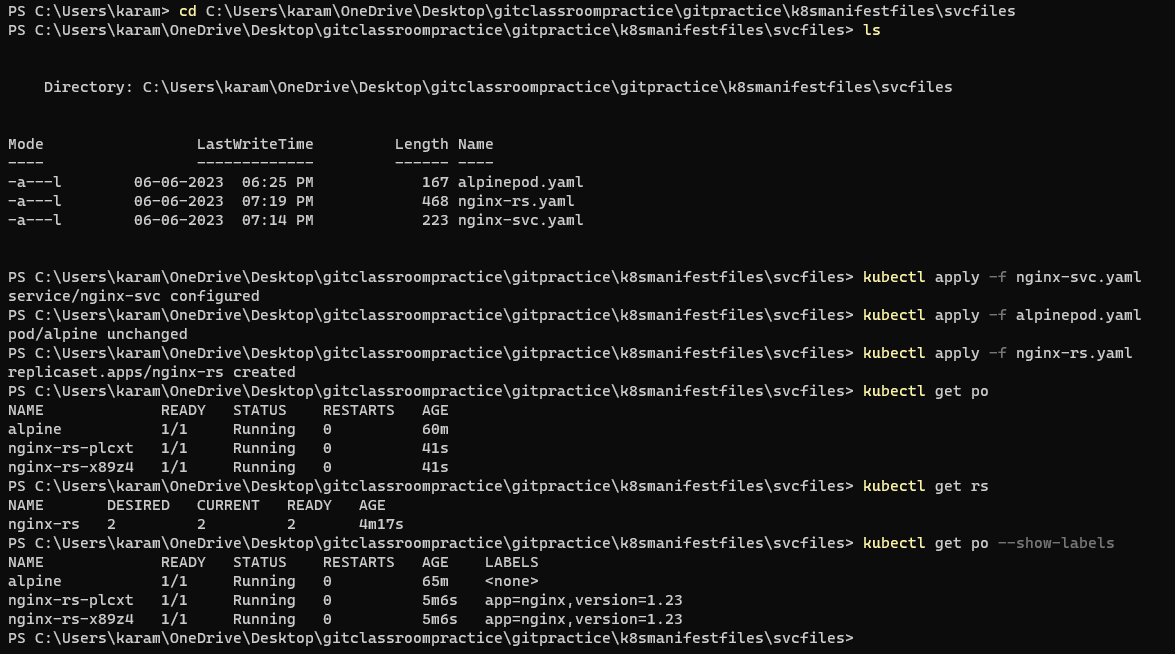 PS C:\Users\karam> cd C:\Users\karam\OneDrive\Desktop\gitclassroompractice\gitpractice\k8smanifestfiles\svcfiles
PS C:\Users\karam\OneDrive\Desktop\gitclassroompractice\gitpractice\k8smanifestfiles\svcfiles> ls
Directory: C:\Users\karam\OneDrive\Desktop\gitclassroompractice\gitpractice\k8smanifestfiles\svcfiles
Mode                 LastWriteTime         Length Name
----                 -------------         ------ ----
-a---l        06-06-2023  06:25 PM            167 alpinepod.yaml
-a---l        06-06-2023  07:19 PM            468 nginx-rs.yaml
-a---l        06-06-2023  07:14 PM            223 nginx-svc.yaml
PS C:\Users\karam\OneDrive\Desktop\gitclassroompractice\gitpractice\k8smanifestfiles\svcfiles> kubectl apply -f nginx-svc.yaml
service/nginx-svc configured
PS C:\Users\karam\OneDrive\Desktop\gitclassroompractice\gitpractice\k8smanifestfiles\svcfiles> kubectl apply -f alpinepod.yaml
pod/alpine unchanged
PS C:\Users\karam\OneDrive\Desktop\gitclassroompractice\gitpractice\k8smanifestfiles\svcfiles> kubectl apply -f nginx-rs.yaml
replicaset.apps/nginx-rs created
PS C:\Users\karam\OneDrive\Desktop\gitclassroompractice\gitpractice\k8smanifestfiles\svcfiles> kubectl get po
NAME             READY   STATUS    RESTARTS   AGE
alpine           1/1     Running   0          60m
nginx-rs-plcxt   1/1     Running   0          41s
nginx-rs-x89z4   1/1     Running   0          41s
PS C:\Users\karam\OneDrive\Desktop\gitclassroompractice\gitpractice\k8smanifestfiles\svcfiles> kubectl get rs
NAME       DESIRED   CURRENT   READY   AGE
nginx-rs   2         2         2       4m17s
PS C:\Users\karam\OneDrive\Desktop\gitclassroompractice\gitpractice\k8smanifestfiles\svcfiles> kubectl get po --show-labels
NAME             READY   STATUS    RESTARTS   AGE    LABELS
alpine           1/1     Running   0          65m    <none>
nginx-rs-plcxt   1/1     Running   0          5m6s   app=nginx,version=1.23
nginx-rs-x89z4   1/1     Running   0          5m6s   app=nginx,version=1.23
PS C:\Users\karam\OneDrive\Desktop\gitclassroompractice\gitpractice\k8smanifestfiles\svcfiles>